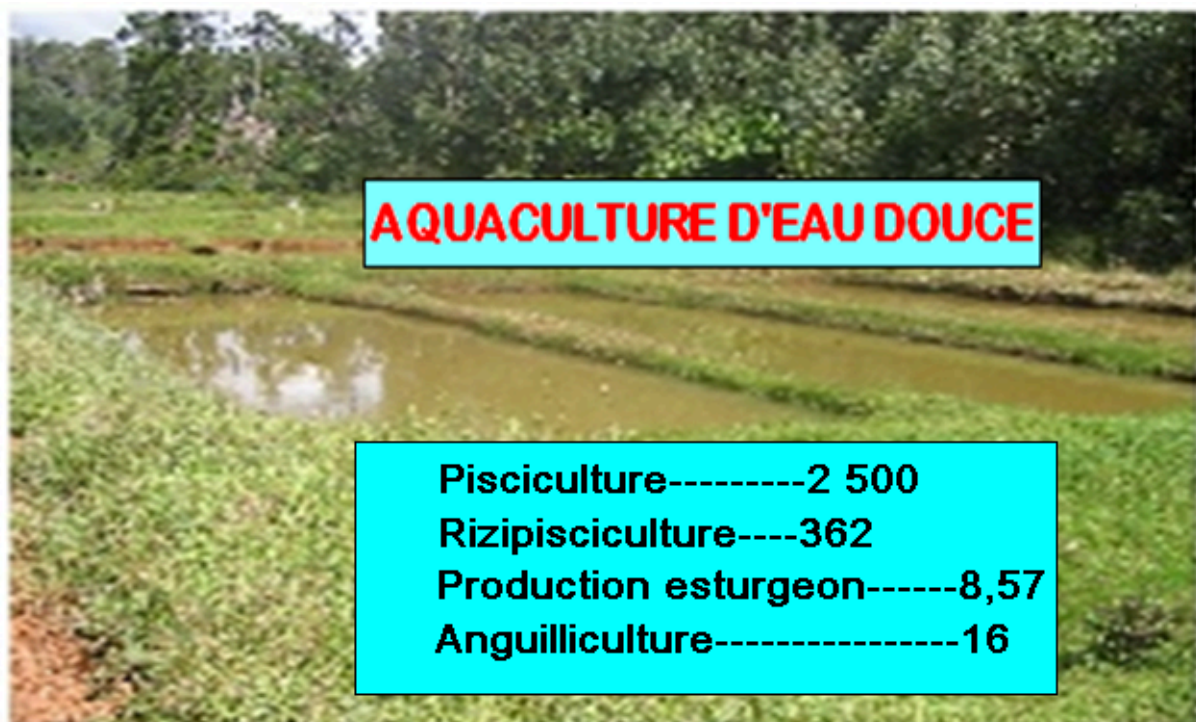 AQUACULTURE D'EAU DOUCE
Pisciculture---------2 500
Rizipisciculture----362
Production esturgeon------8,57
Anguilliculture----------------16